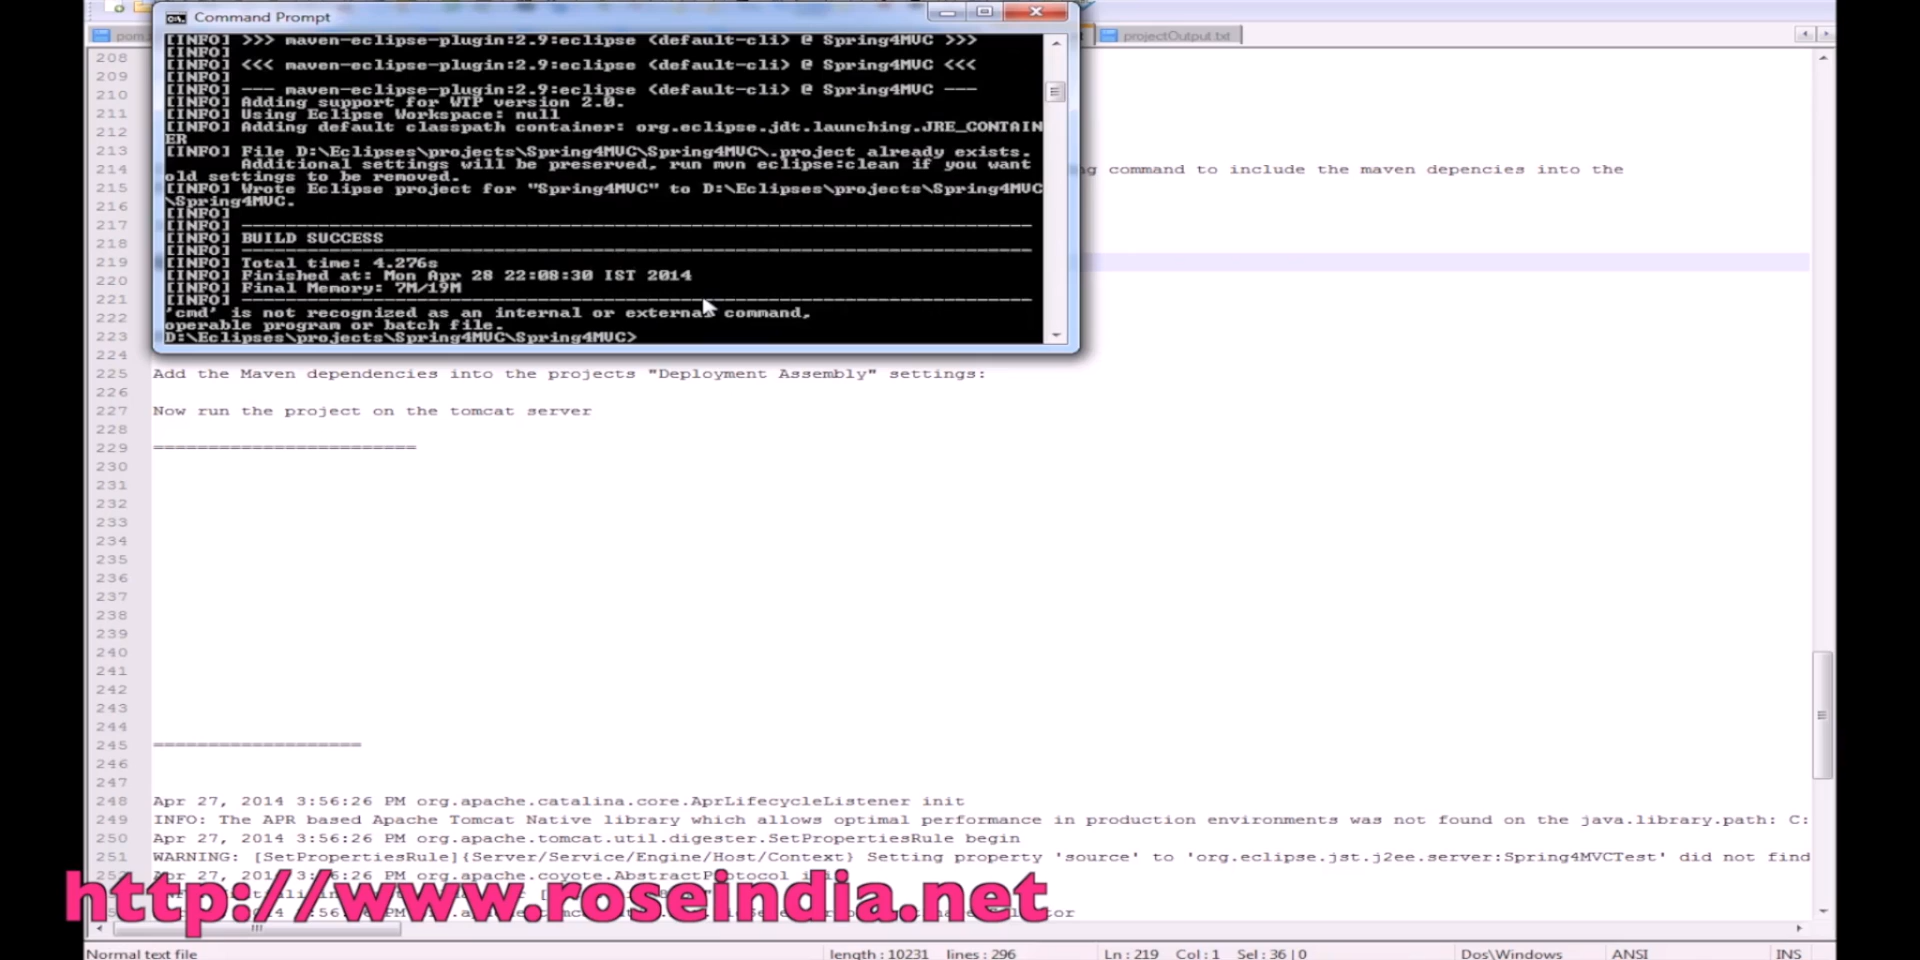 Command Prompt
[INFO] >>> maven-eclipse-plugin:2.9:eclipse (default-cli) @ Spring4MVC >>>
[INFO]
[INFO] <<< maven-eclipse-plugin:2.9:eclipse (default-cli) @ Spring4MVC <<<
[INFO]
[INFO] --- maven-eclipse-plugin:2.9:eclipse (default-cli) @ Spring4MVC ---
[INFO] Adding support for WTP version 2.0.
[INFO] Using Eclipse Workspace: null
[INFO] Adding default classpath container: org.eclipse.jdt.launching.JRE_CONTAIN
ER
[INFO] File D:\Eclipses\projects\Spring4MVC\Spring4MVC\.project already exists.
Additional settings will be preserved, run mvn eclipse:clean if you want
old settings to be removed.
[INFO] Wrote Eclipse project for "Spring4MVC" to D:\Eclipses\projects\Spring4MVC
\Spring4MVC.
[INFO]
[INFO] ------------------------------------------------------------------------
[INFO] BUILD SUCCESS
[INFO] ------------------------------------------------------------------------
[INFO] Total time: 4.276s
[INFO] Finished at: Mon Apr 28 22:08:30 IST 2014
[INFO] Final Memory: 7M/19M
[INFO] ------------------------------------------------------------------------
'cmd' is not recognized as an internal or external command,
operable program or batch file.
D:\Eclipses\projects\Spring4MVC\Spring4MVC>
projectOutput.txt
208
209
210
211
212
213
214 command to include the maven depencies into the
215
216
217
218
219
220
221
222
223
224
225 Add the Maven dependencies into the projects "Deployment Assembly" settings:
226
227 Now run the project on the tomcat server
228
229 ========================
230
231
232
233
234
235
236
237
238
239
240
241
242
243
244
245 ===================
246
247
248 Apr 27, 2014 3:56:26 PM org.apache.catalina.core.AprLifecycleListener init
249 INFO: The APR based Apache Tomcat Native library which allows optimal performance in production environments was not found on the java.library.path: C:
250 Apr 27, 2014 3:56:26 PM org.apache.tomcat.util.digester.SetPropertiesRule begin
251 WARNING: [SetPropertiesRule]{Server/Service/Engine/Host/Context} Setting property 'source' to 'org.eclipse.jst.j2ee.server:Spring4MVCTest' did not find
27, 2014 3:56:26 PM org.apache.coyote.AbstractProtocol
http://www.roseindia.net
Normal text file length : 10231 lines : 296 Ln : 219 Col : 1 Sel : 36 | 0 Dos\Windows ANSI INS